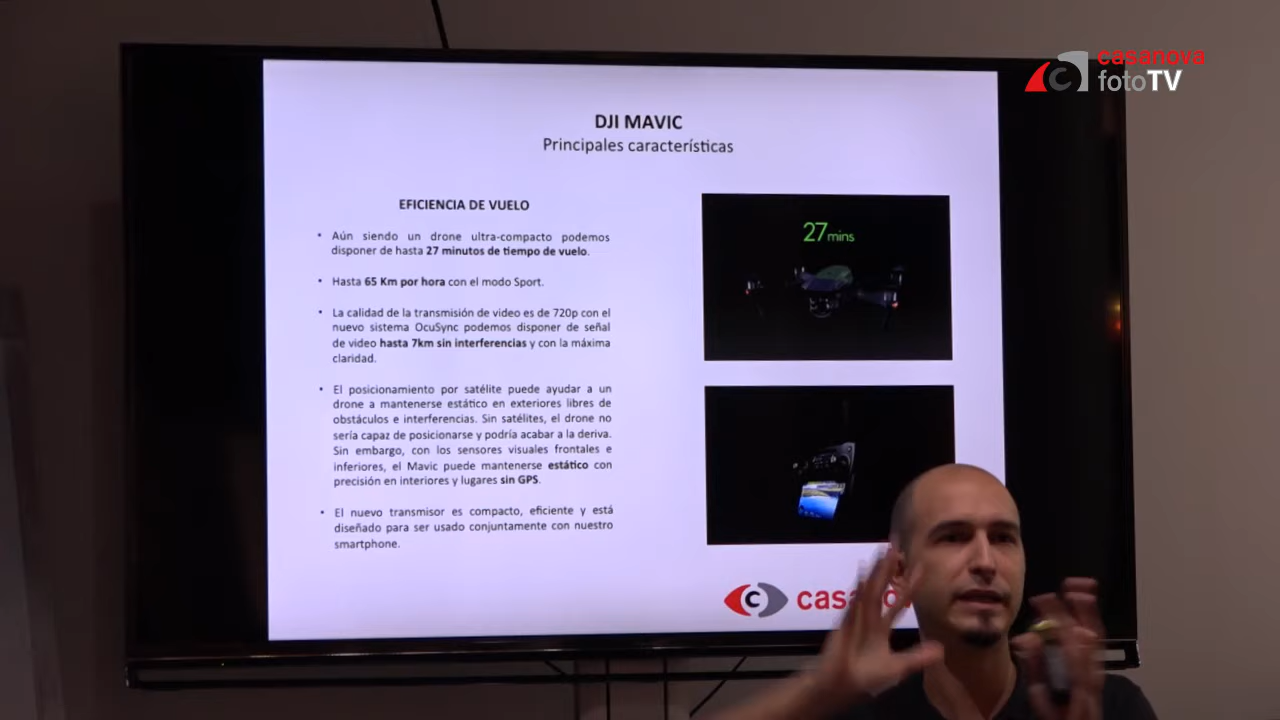 casanova
fotoTV
DJI MAVIC
Principales características
EFICIENCIA DE VUELO
• Aún siendo un drone ultra-compacto podemos
disponer de hasta 27 minutos de tiempo de vuelo.
• Hasta 65 Km por hora con el modo Sport.
• La calidad de la transmisión de video es de 720p con el
nuevo sistema OcuSync podemos disponer de señal
de video hasta 7km sin interferencias y con la máxima
claridad.
• El posicionamiento por satélite puede ayudar a un
drone a mantenerse estático en exteriores libres de
obstáculos e interferencias. Sin satélites, el drone no
sería capaz de posicionarse y podría acabar a la deriva.
Sin embargo, con los sensores visuales frontales e
inferiores, el Mavic puede mantenerse estático con
precisión en interiores y lugares sin GPS.
• El nuevo transmisor es compacto, eficiente y está
diseñado para ser usado conjuntamente con nuestro
smartphone.
27 mins
C